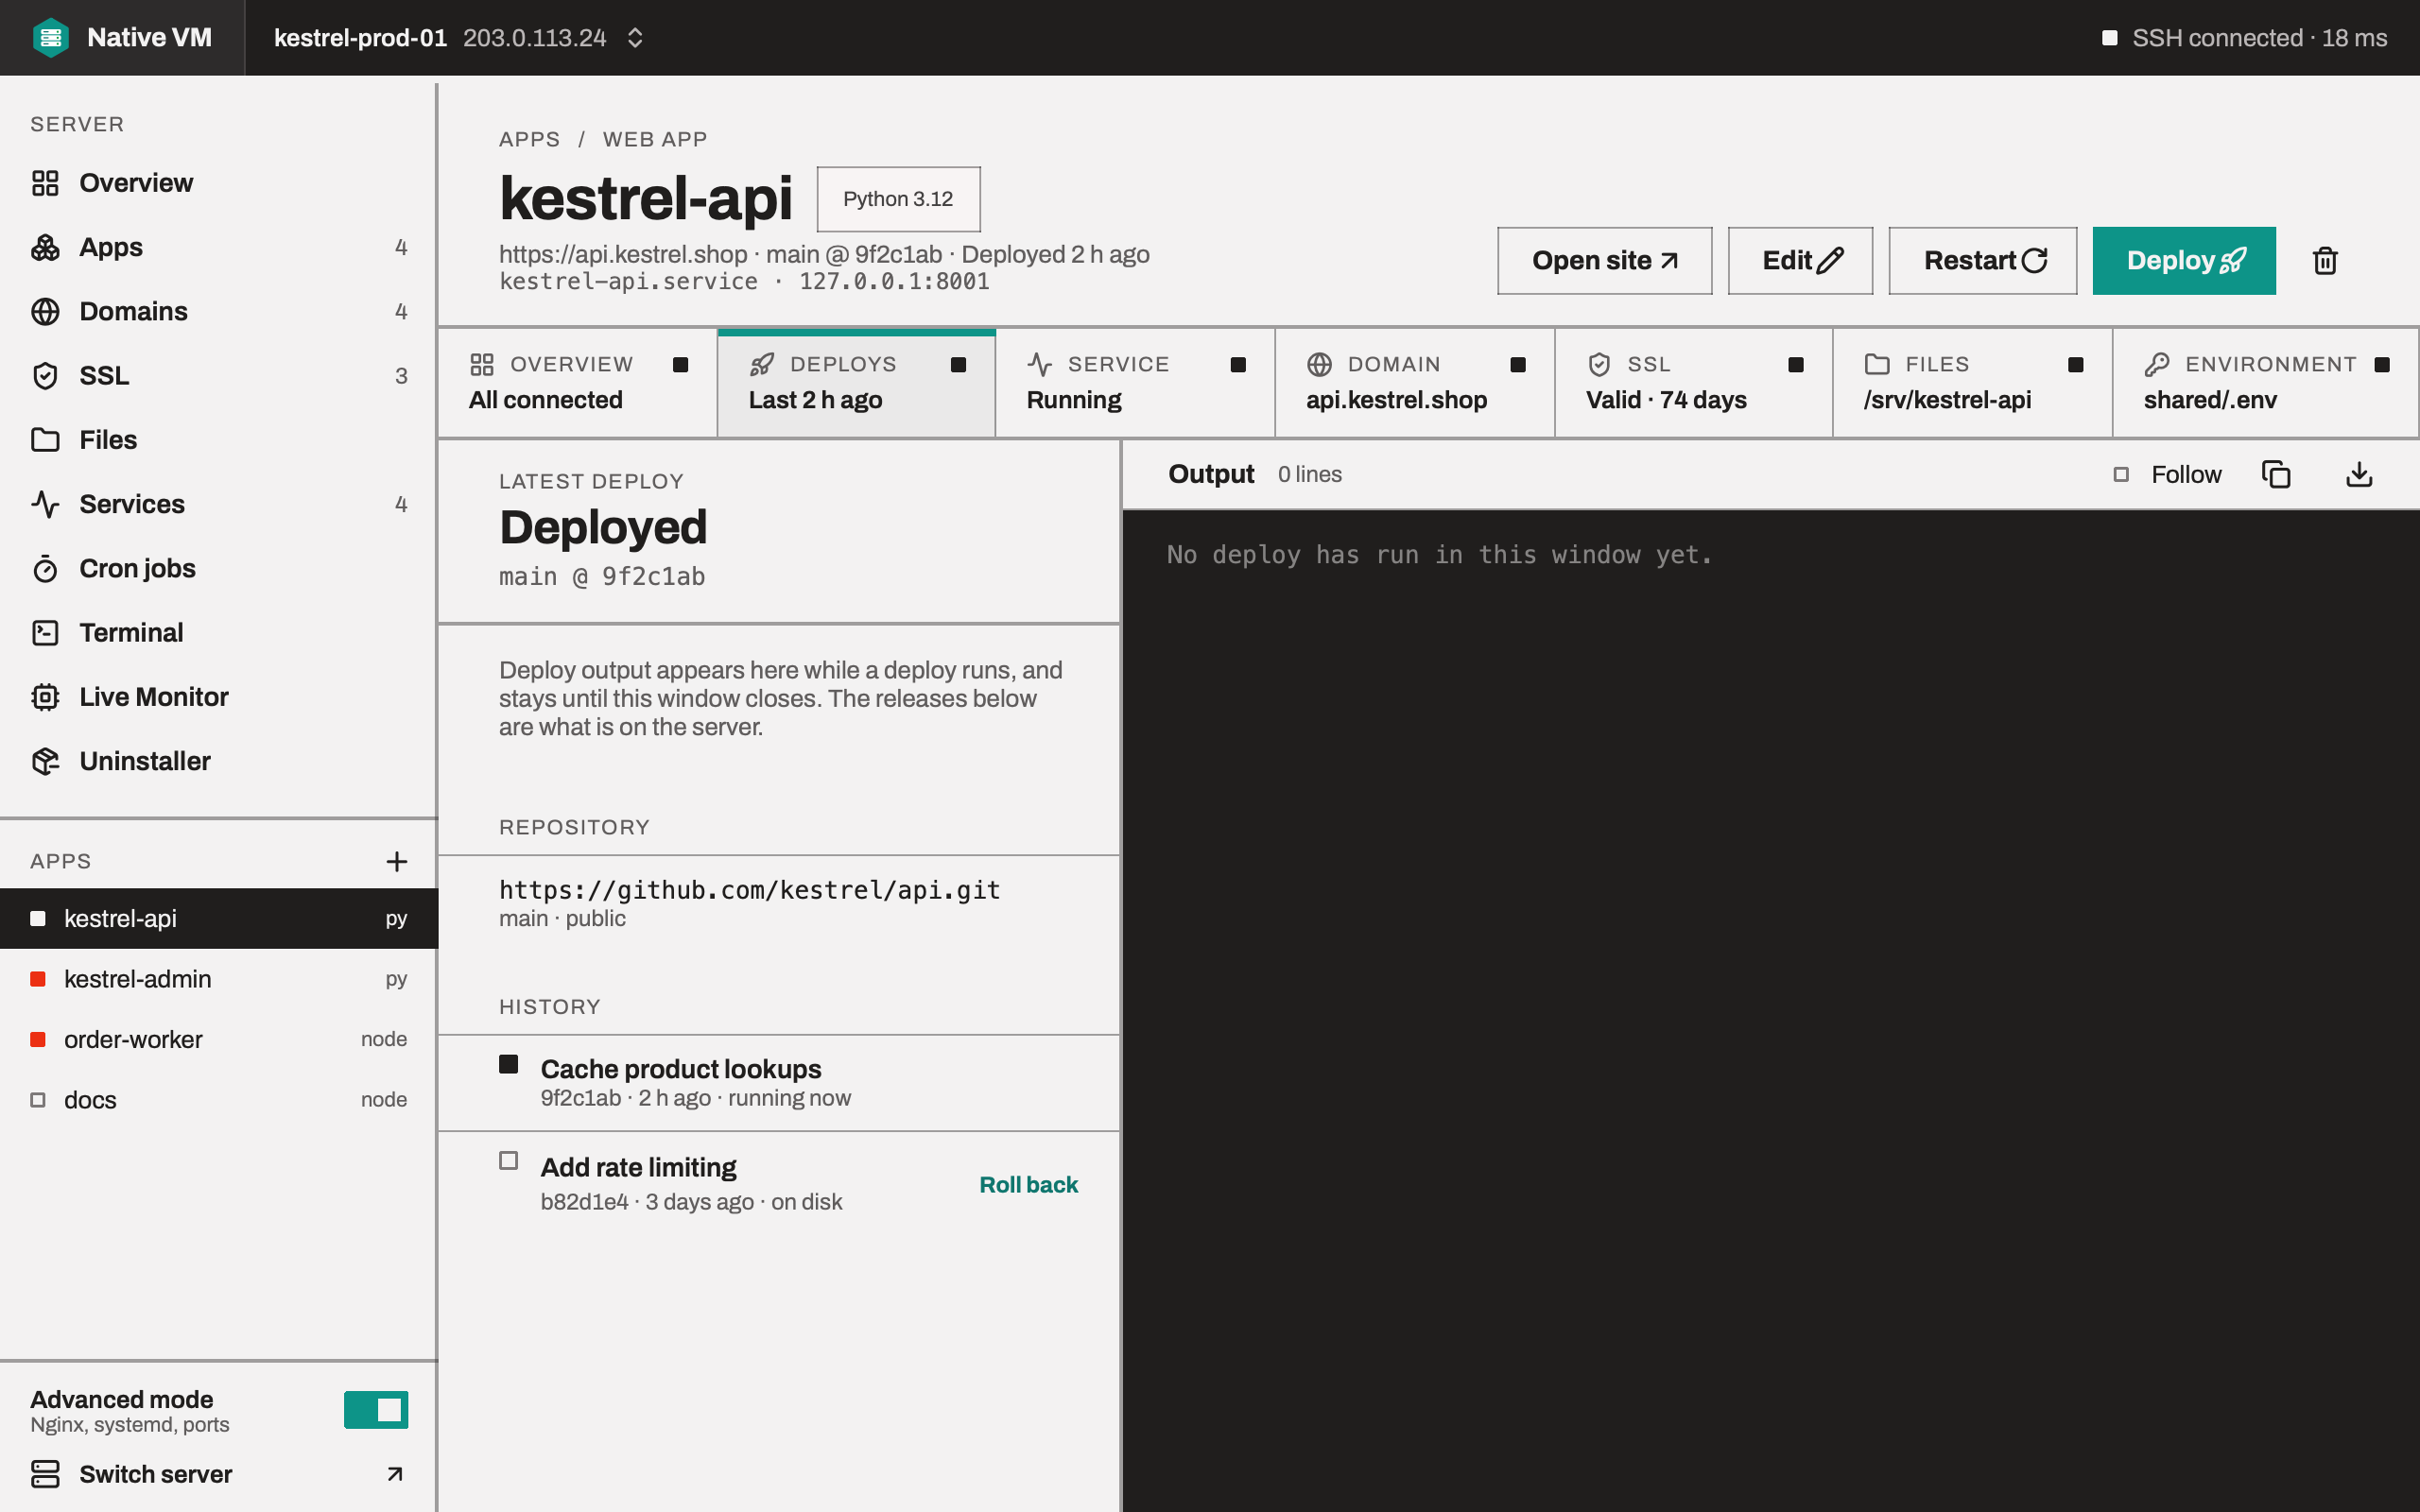 Native VM
kestrel-prod-01 203.0.113.24
SSH connected · 18 ms
SERVER
Overview
Apps 4
Domains 4
SSL 3
Files
Services 4
Cron jobs
Terminal
Live Monitor
Uninstaller
APPS
kestrel-api py
kestrel-admin py
order-worker node
docs node
Advanced mode
Nginx, systemd, ports
Switch server
APPS / WEB APP
kestrel-api Python 3.12
https://api.kestrel.shop · main @ 9f2c1ab · Deployed 2 h ago
kestrel-api.service · 127.0.0.1:8001
Open site Edit Restart Deploy
OVERVIEW
All connected
DEPLOYS
Last 2 h ago
SERVICE
Running
DOMAIN
api.kestrel.shop
SSL
Valid · 74 days
FILES
/srv/kestrel-api
ENVIRONMENT
shared/.env
LATEST DEPLOY
Deployed
main @ 9f2c1ab
Deploy output appears here while a deploy runs, and
stays until this window closes. The releases below
are what is on the server.
REPOSITORY
https://github.com/kestrel/api.git
main · public
HISTORY
Cache product lookups
9f2c1ab · 2 h ago · running now
Add rate limiting
b82d1e4 · 3 days ago · on disk
Roll back
Output 0 lines
Follow
No deploy has run in this window yet.